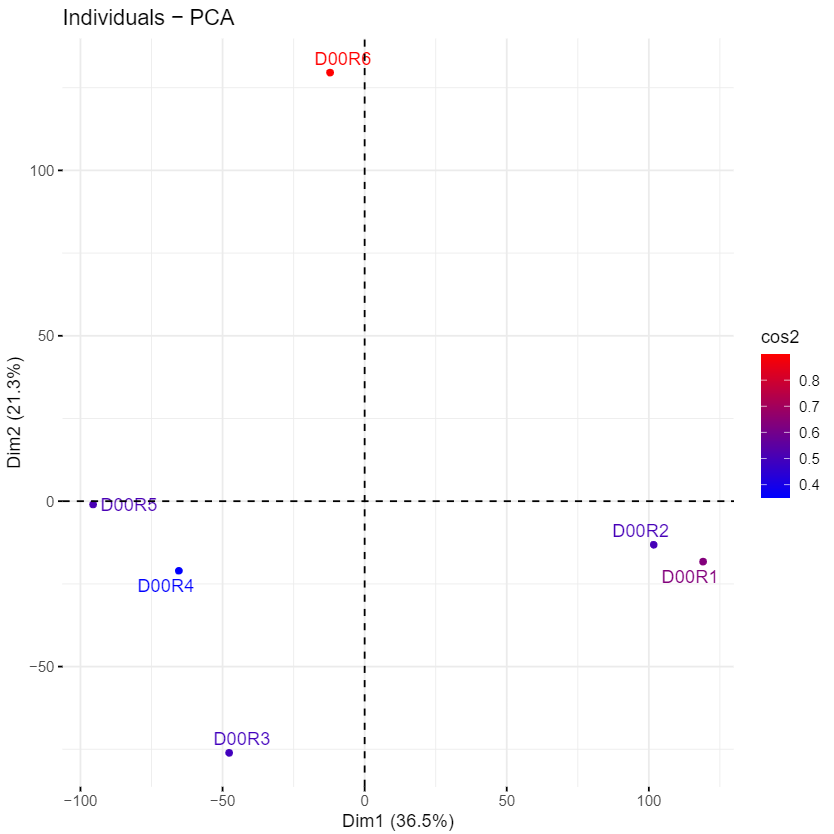 Individuals − PCA
D00R6
100
50
0
−50
D00R5
D00R4
D00R3
D00R2
D00R1
−100
−50
0
50
100
Dim1 (36.5%)
Dim2 (21.3%)
cos2
0.8
0.7
0.6
0.5
0.4